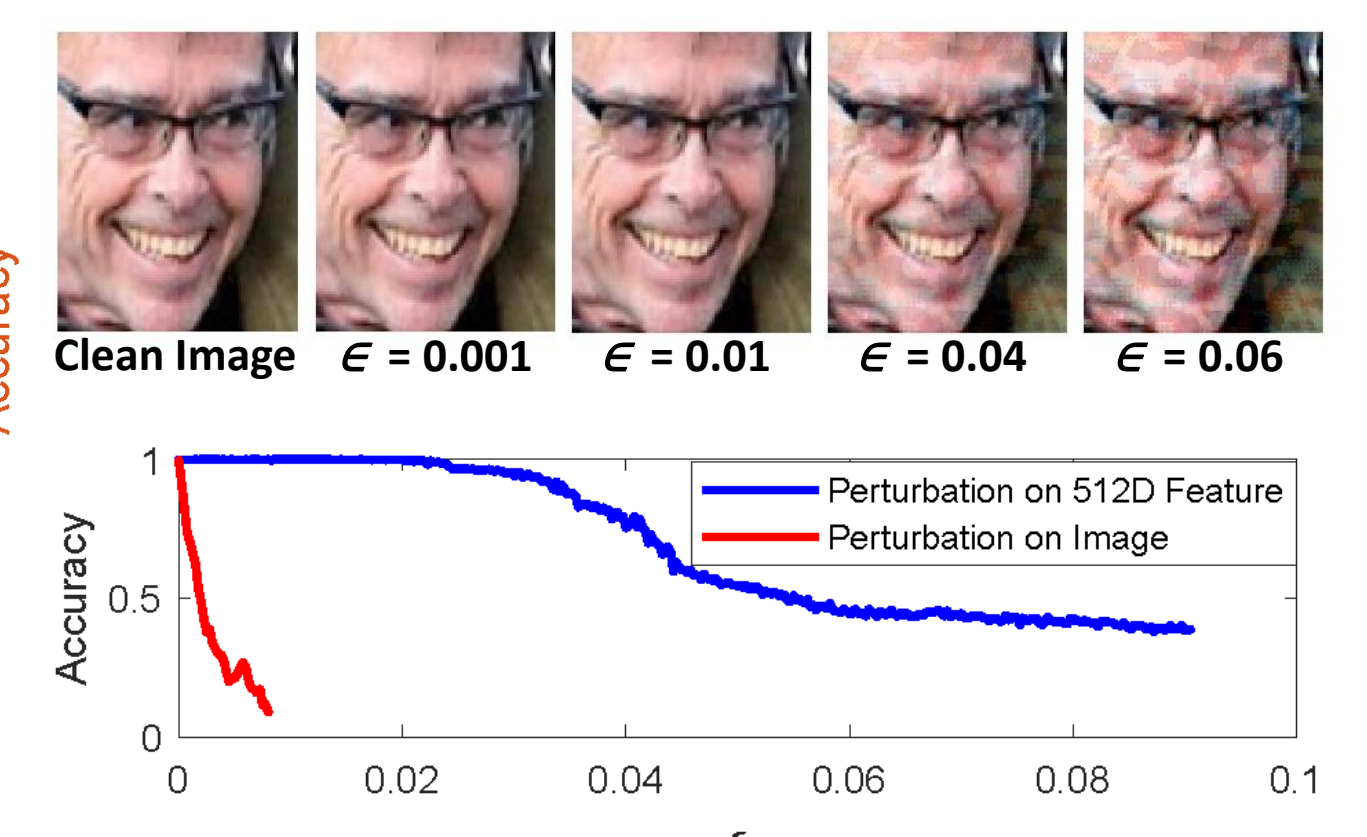 Clean Image
∈ = 0.001
∈ = 0.01
∈ = 0.04
∈ = 0.06
Accuracy
1
0.5
0
Perturbation on 512D Feature
Perturbation on Image
Accuracy
0
0.02
0.04
0.06
0.08
0.1